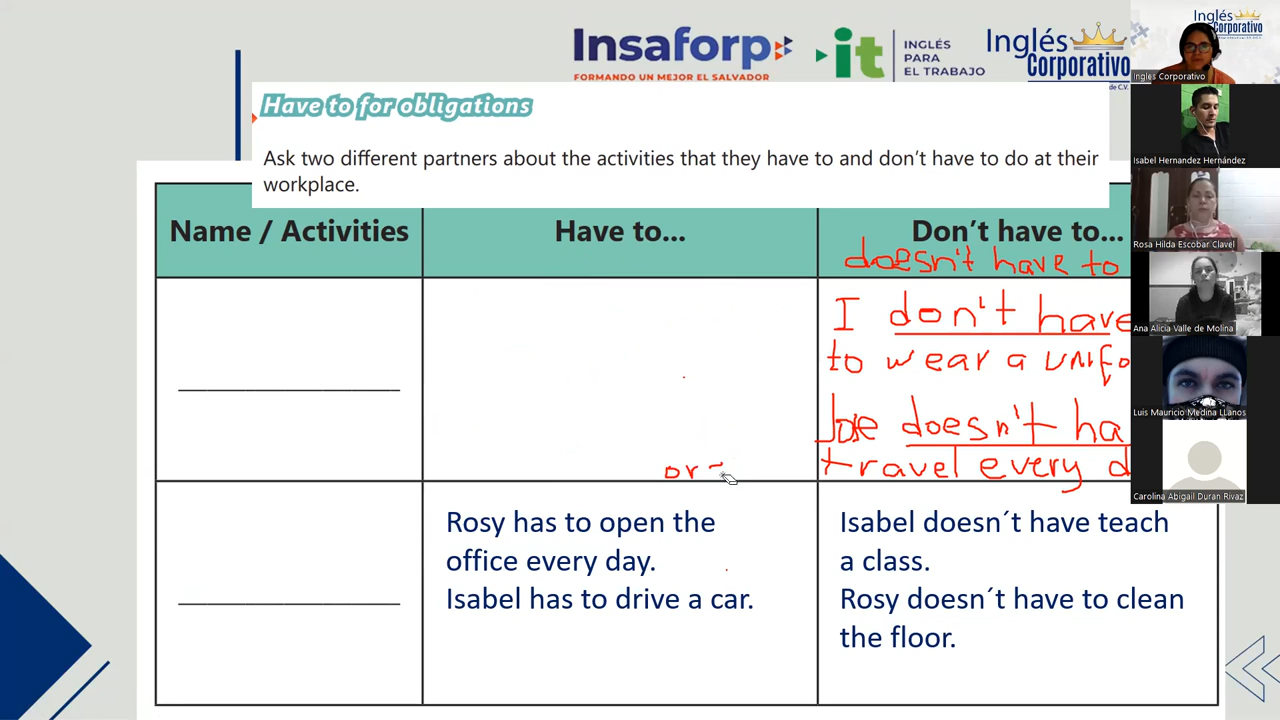 Insaforp
FORMANDO UN MEJOR EL SALVADOR
it
INGLÉS
PARA
EL TRABAJO
Inglés
Corporativo
de C.V.
Inglés
Corporativo
Ingles Corporativo
Isabel Hernandez Hernández
Rosa Hilda Escobar Clavel
Ana Alicia Valle de Molina
Luis Mauricio Medina LLanos
Carolina Abigail Duran Rivaz
Have to for obligations
Ask two different partners about the activities that they have to and don't have to do at their
workplace.
Name / Activities
Have to...
Don't have to...
doesn't have to
I don't have
to wear a unifo
Jose doesn't ha
travel every d
or
Rosy has to open the
office every day.
Isabel has to drive a car.
Isabel doesn´t have teach
a class.
Rosy doesn´t have to clean
the floor.